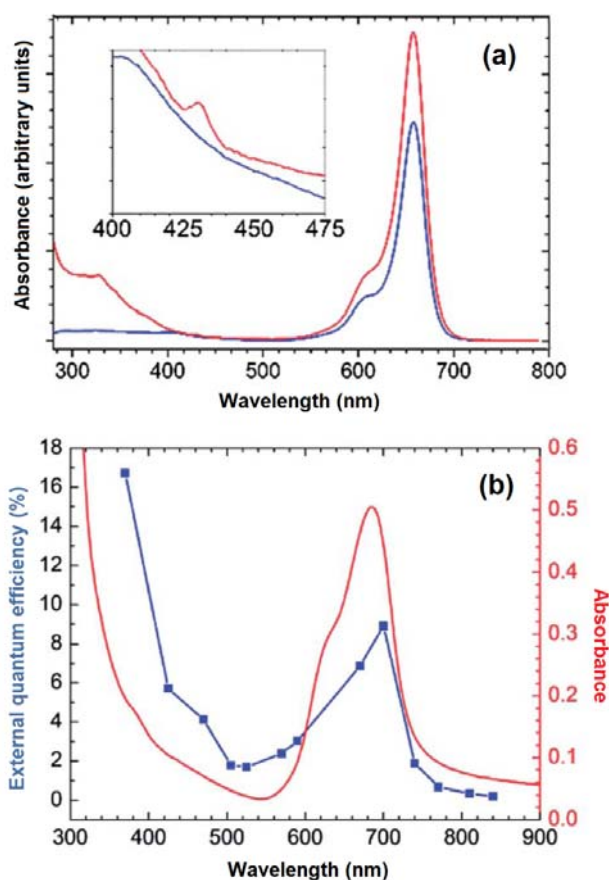 (a)
Absorbance (arbitrary units)
400 425 450 475
300 400 500 600 700 800
Wavelength (nm)
(b)
External quantum efficiency (%)
18
16
14
12
10
8
6
4
2
0
0.6
0.5
0.4
0.3
0.2
0.1
0.0
Absorbance
300 400 500 600 700 800 900
Wavelength (nm)